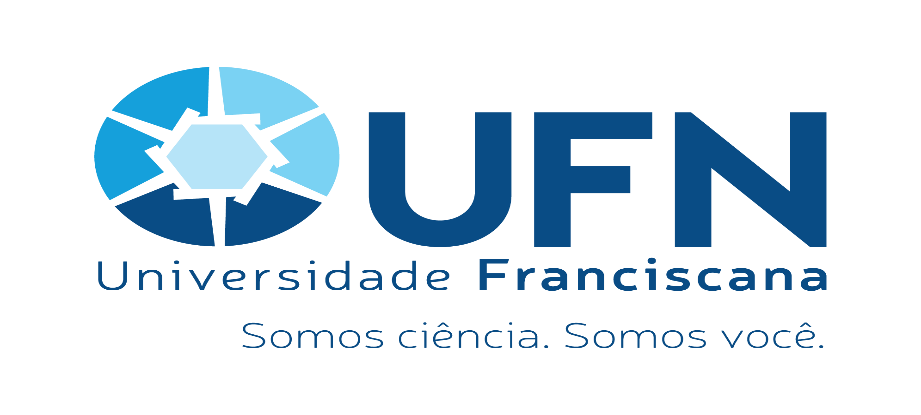 UFN
Universidade Franciscana
Somos ciência. Somos você.